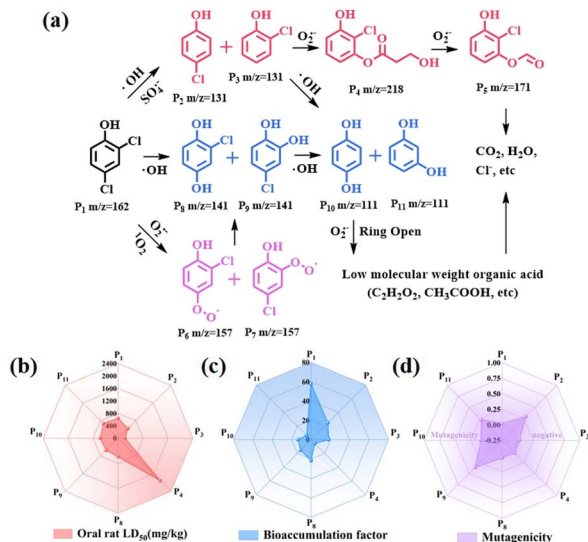 (a)
OH
Cl
P₂ m/z=131
+
OH
Cl
P₃ m/z=131
O₂·⁻
OH
Cl
O
O
OH
P₄ m/z=218
O₂·⁻
OH
Cl
O
O
P₅ m/z=171
·OH
SO₄·⁻
·OH
OH
Cl
Cl
P₁ m/z=162
·OH
OH
Cl
OH
P₈ m/z=141
+
OH
OH
Cl
P₉ m/z=141
·OH
OH
OH
P₁₀ m/z=111
+
OH
OH
P₁₁ m/z=111
CO₂, H₂O,
Cl⁻, etc
O₂·⁻
¹O₂
OH
Cl
O
O·
P₆ m/z=157
+
OH
O
O·
Cl
P₇ m/z=157
O₂·⁻ Ring Open
Low molecular weight organic acid
(C₂H₂O₂, CH₃COOH, etc)
(b)
P₁
P₂
P₃
P₄
P₈
P₉
P₁₀
P₁₁
2400
2000
1600
1200
800
400
0
Oral rat LD₅₀(mg/kg)
(c)
P₁
P₂
P₃
P₄
P₈
P₉
P₁₀
P₁₁
80
60
40
20
0
Bioaccumulation factor
(d)
P₁
P₂
P₃
P₄
P₈
P₉
P₁₀
P₁₁
1.00
0.75
0.50
0.25
0.00
-0.25
Mutagenicity negative
Mutagenicity